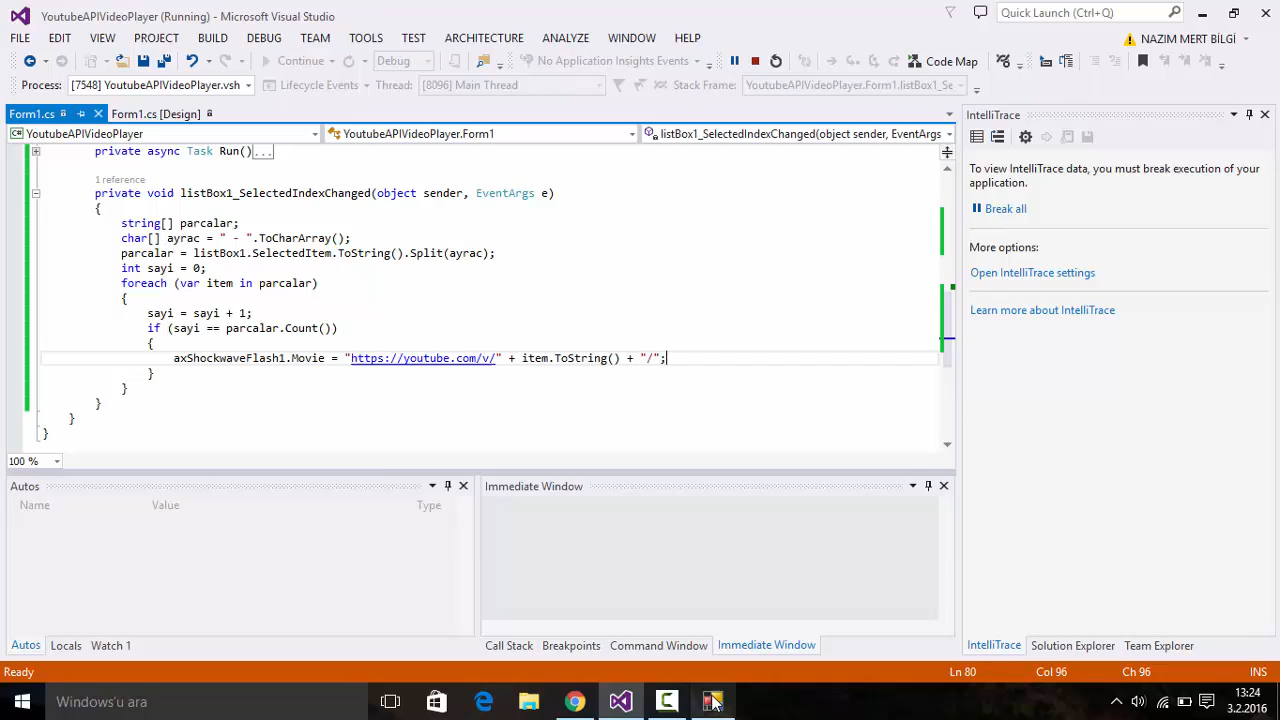 YoutubeAPIVideoPlayer (Running) - Microsoft Visual Studio
Quick Launch (Ctrl+Q)
FILE EDIT VIEW PROJECT BUILD DEBUG TEAM TOOLS TEST ARCHITECTURE ANALYZE WINDOW HELP
NAZIM MERT BİLGİ
Continue Debug No Application Insights Events Code Map
Process: [7548] YoutubeAPIVideoPlayer.vsh Lifecycle Events Thread: [8096] Main Thread Stack Frame: YoutubeAPIVideoPlayer.Form1.listBox1_Se
Form1.cs Form1.cs [Design]
YoutubeAPIVideoPlayer YoutubeAPIVideoPlayer.Form1 listBox1_SelectedIndexChanged(object sender, EventArgs
private async Task Run()...
1 reference
private void listBox1_SelectedIndexChanged(object sender, EventArgs e)
{
string[] parcalar;
char[] ayrac = " - ".ToCharArray();
parcalar = listBox1.SelectedItem.ToString().Split(ayrac);
int sayi = 0;
foreach (var item in parcalar)
{
sayi = sayi + 1;
if (sayi == parcalar.Count())
{
axShockwaveFlash1.Movie = "https://youtube.com/v/" + item.ToString() + "/";
}
}
}
}
}
100 %
IntelliTrace
To view IntelliTrace data, you must break execution of your
application.
Break all
More options:
Open IntelliTrace settings
Learn more about IntelliTrace
Autos
Name Value Type
Immediate Window
Autos Locals Watch 1
Call Stack Breakpoints Command Window Immediate Window
IntelliTrace Solution Explorer Team Explorer
Ready Ln 80 Col 96 Ch 96 INS
Windows'u ara
13:24
3.2.2016